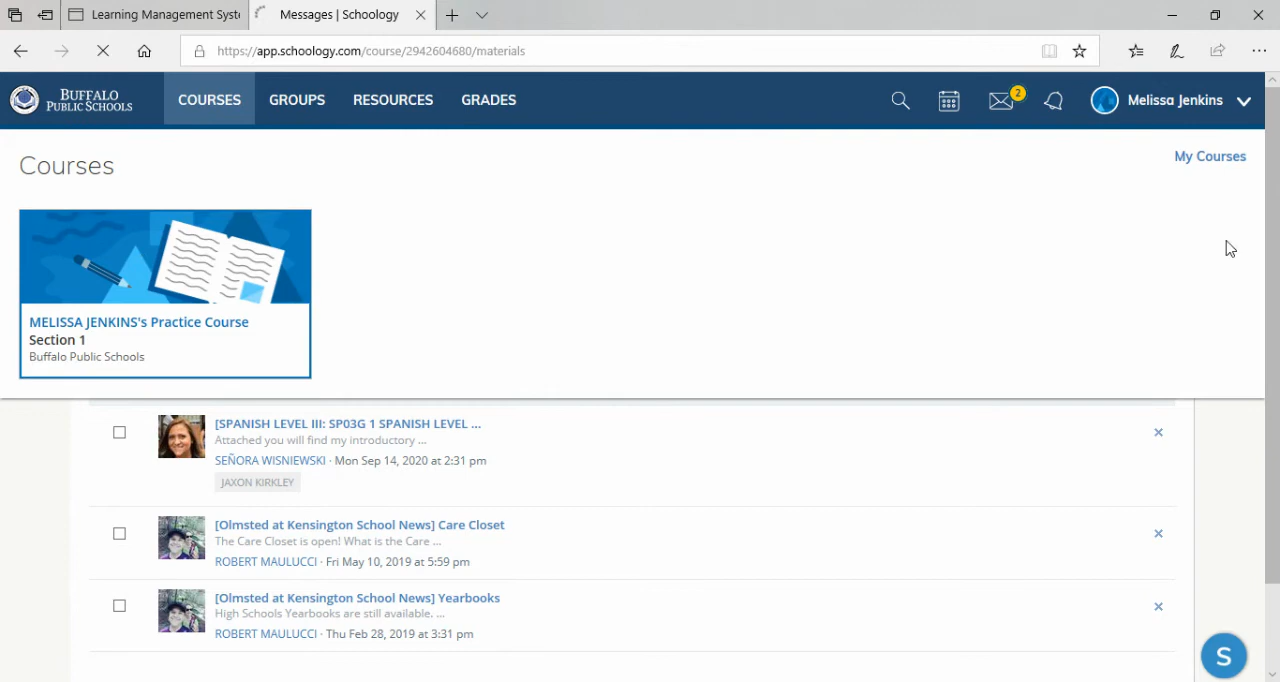 Learning Management Syst
Messages | Schoology
https://app.schoology.com/course/2942604680/materials
BUFFALO
PUBLIC SCHOOLS
COURSES
GROUPS
RESOURCES
GRADES
2
Melissa Jenkins
Courses
My Courses
MELISSA JENKINS's Practice Course
Section 1
Buffalo Public Schools
[SPANISH LEVEL III: SP03G 1 SPANISH LEVEL ...
Attached you will find my introductory ...
SEÑORA WISNIEWSKI · Mon Sep 14, 2020 at 2:31 pm
JAXON KIRKLEY
[Olmsted at Kensington School News] Care Closet
The Care Closet is open! What is the Care ...
ROBERT MAULUCCI · Fri May 10, 2019 at 5:59 pm
[Olmsted at Kensington School News] Yearbooks
High Schools Yearbooks are still available. ...
ROBERT MAULUCCI · Thu Feb 28, 2019 at 3:31 pm
S